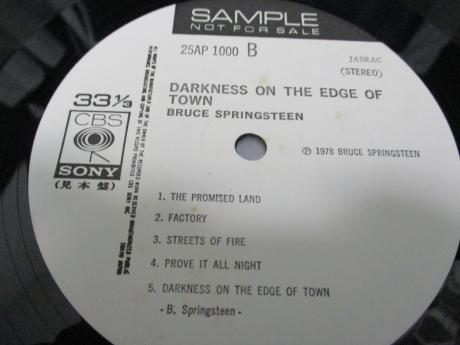 SAMPLE
NOT FOR SALE
25AP 1000 B
JASRAC
(STEREO)
DARKNESS ON THE EDGE OF
TOWN
BRUCE SPRINGSTEEN
33 1/3
CBS
SONY
(見本盤)
Ⓟ 1978 BRUCE SPRINGSTEEN
1. THE PROMISED LAND
2. FACTORY
3. STREETS OF FIRE
4. PROVE IT ALL NIGHT
5. DARKNESS ON THE EDGE OF TOWN
- B. Springsteen -